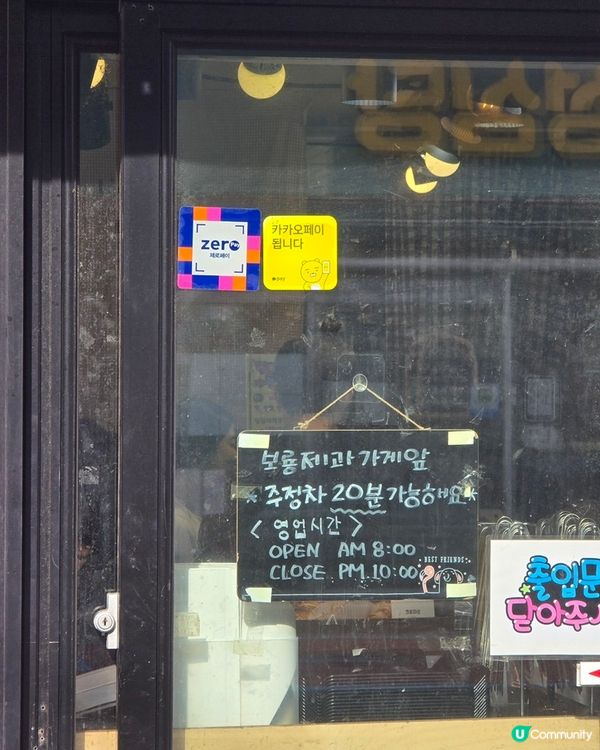 zero Pay
제로페이
카카오페이
됩니다
보룡제과 가게앞
* 주정차 20분 가능해요 *
< 영업시간 >
OPEN AM 8:00
CLOSE PM 10:00
BEST FRIENDS
출입문
닫아주
U Community